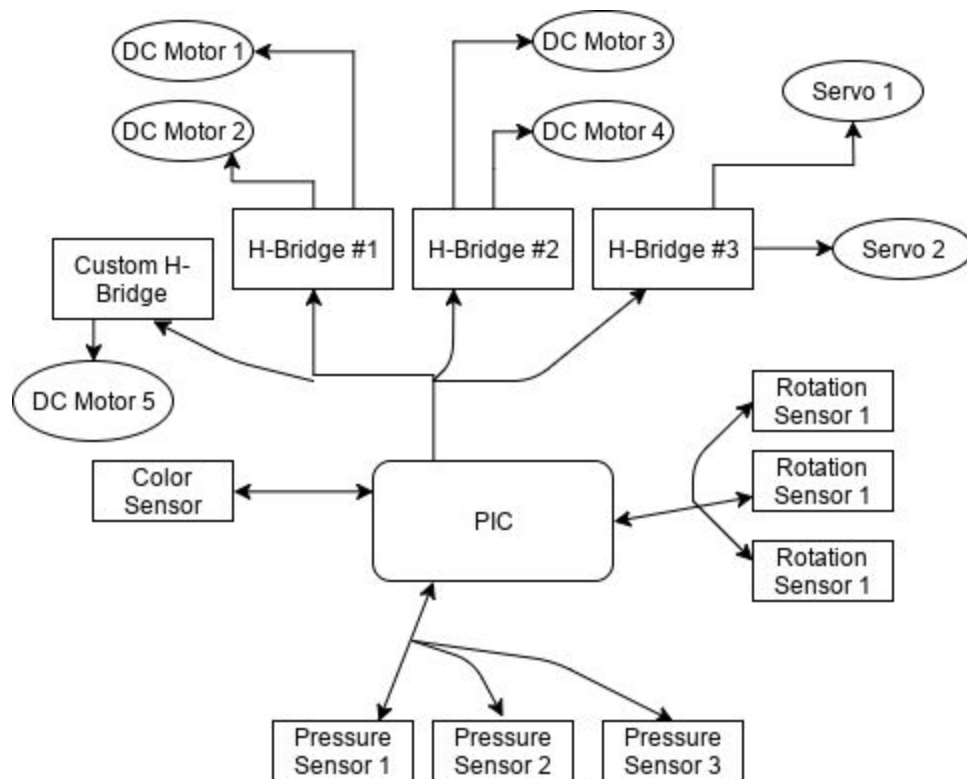 DC Motor 1
DC Motor 3
Servo 1
DC Motor 2
DC Motor 4
H-Bridge #1
H-Bridge #2
H-Bridge #3
Servo 2
Custom H-
Bridge
DC Motor 5
Rotation
Sensor 1
Color
Sensor
Rotation
Sensor 1
PIC
Rotation
Sensor 1
Pressure
Sensor 1
Pressure
Sensor 2
Pressure
Sensor 3